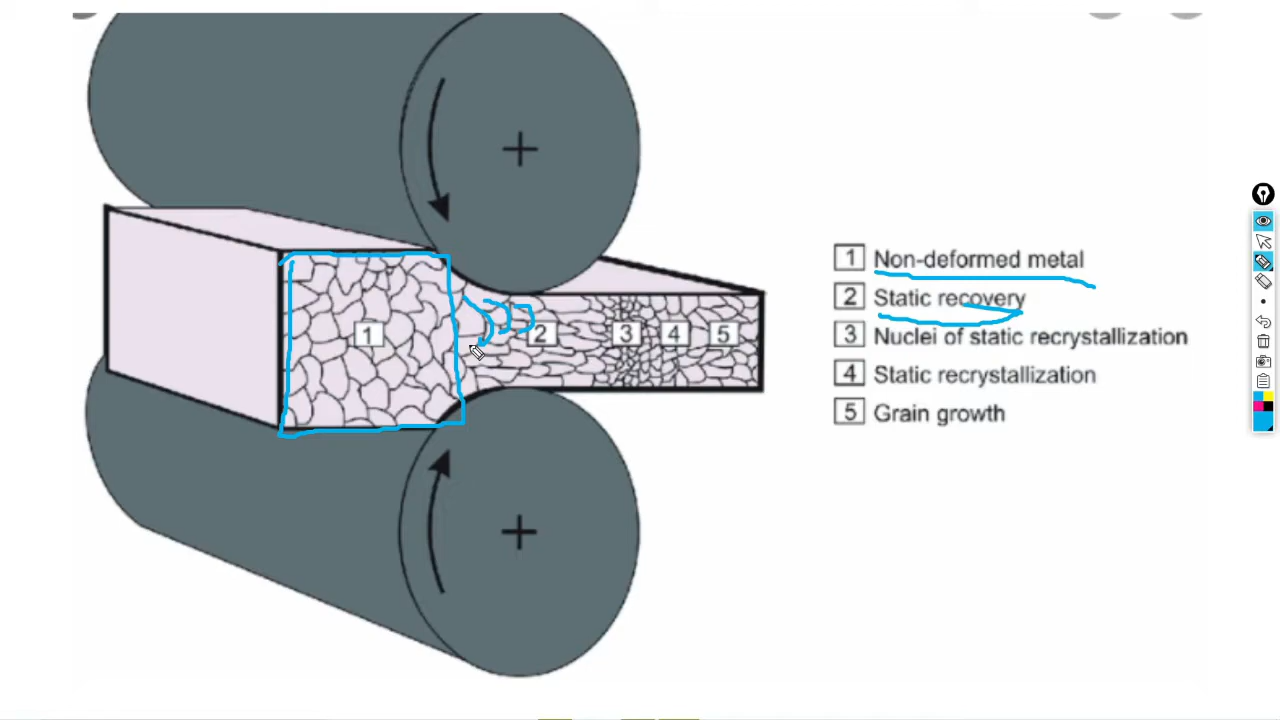 1
2
3
4
5
1 Non-deformed metal
2 Static recovery
3 Nuclei of static recrystallization
4 Static recrystallization
5 Grain growth